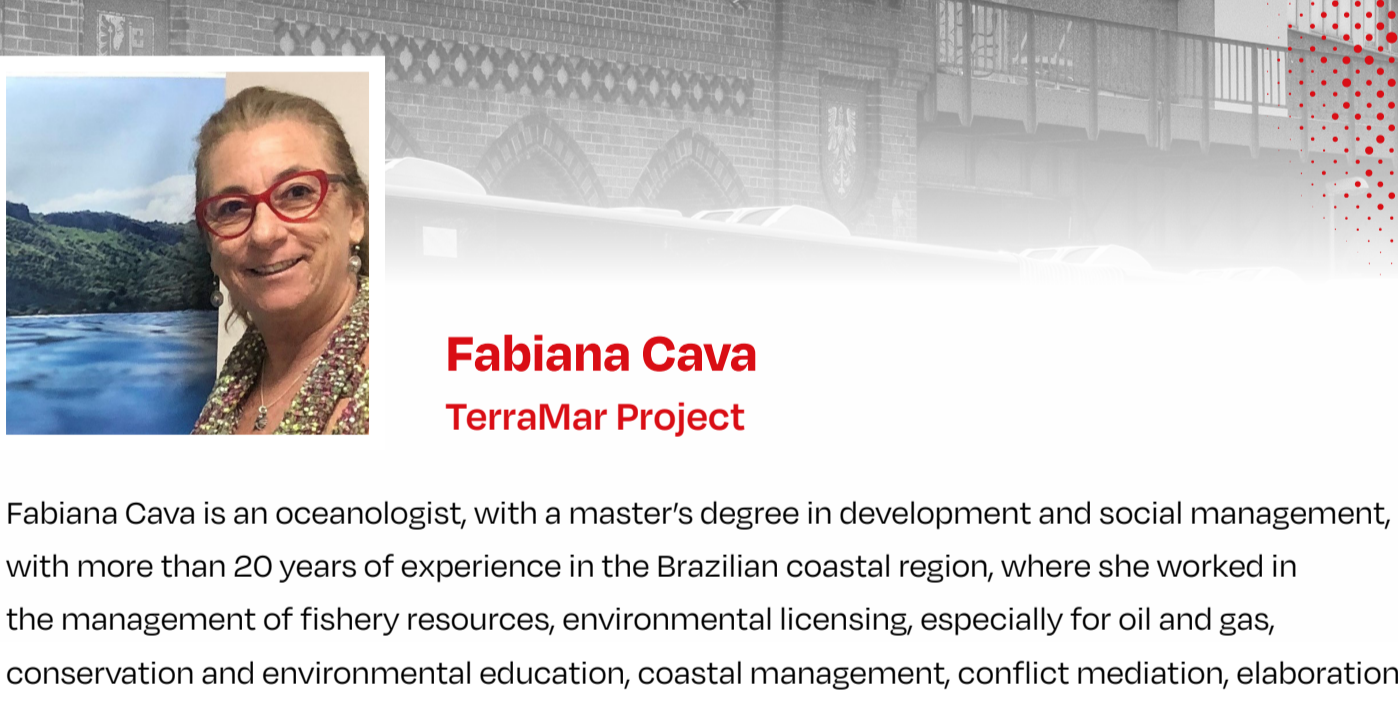 Fabiana Cava
TerraMar Project
Fabiana Cava is an oceanologist, with a master’s degree in development and social management,
with more than 20 years of experience in the Brazilian coastal region, where she worked in
the management of fishery resources, environmental licensing, especially for oil and gas,
conservation and environmental education, coastal management, conflict mediation, elaboration